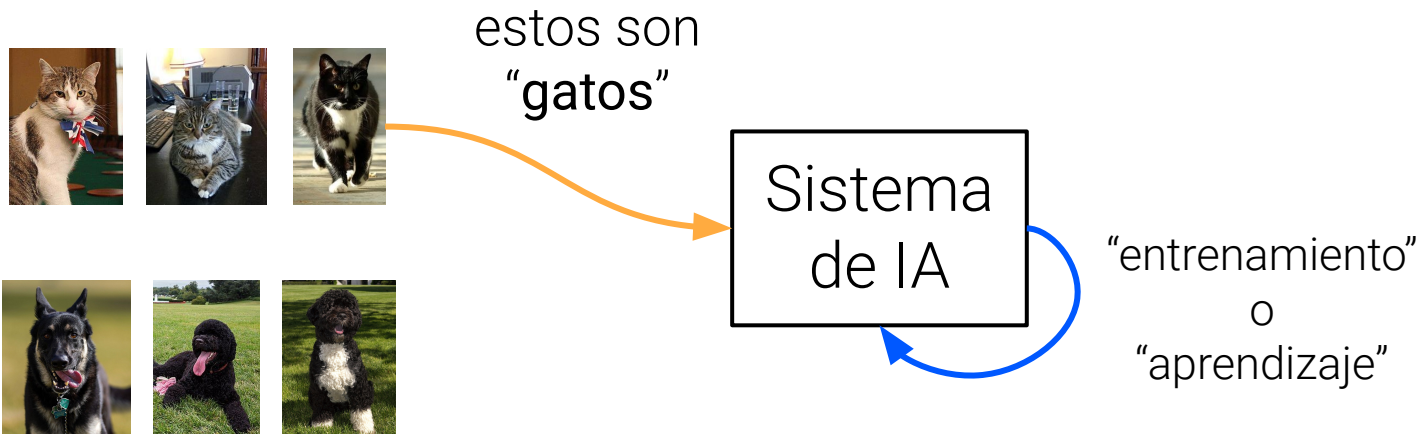 estos son
“gatos”
Sistema
de IA
“entrenamiento”
o
“aprendizaje”